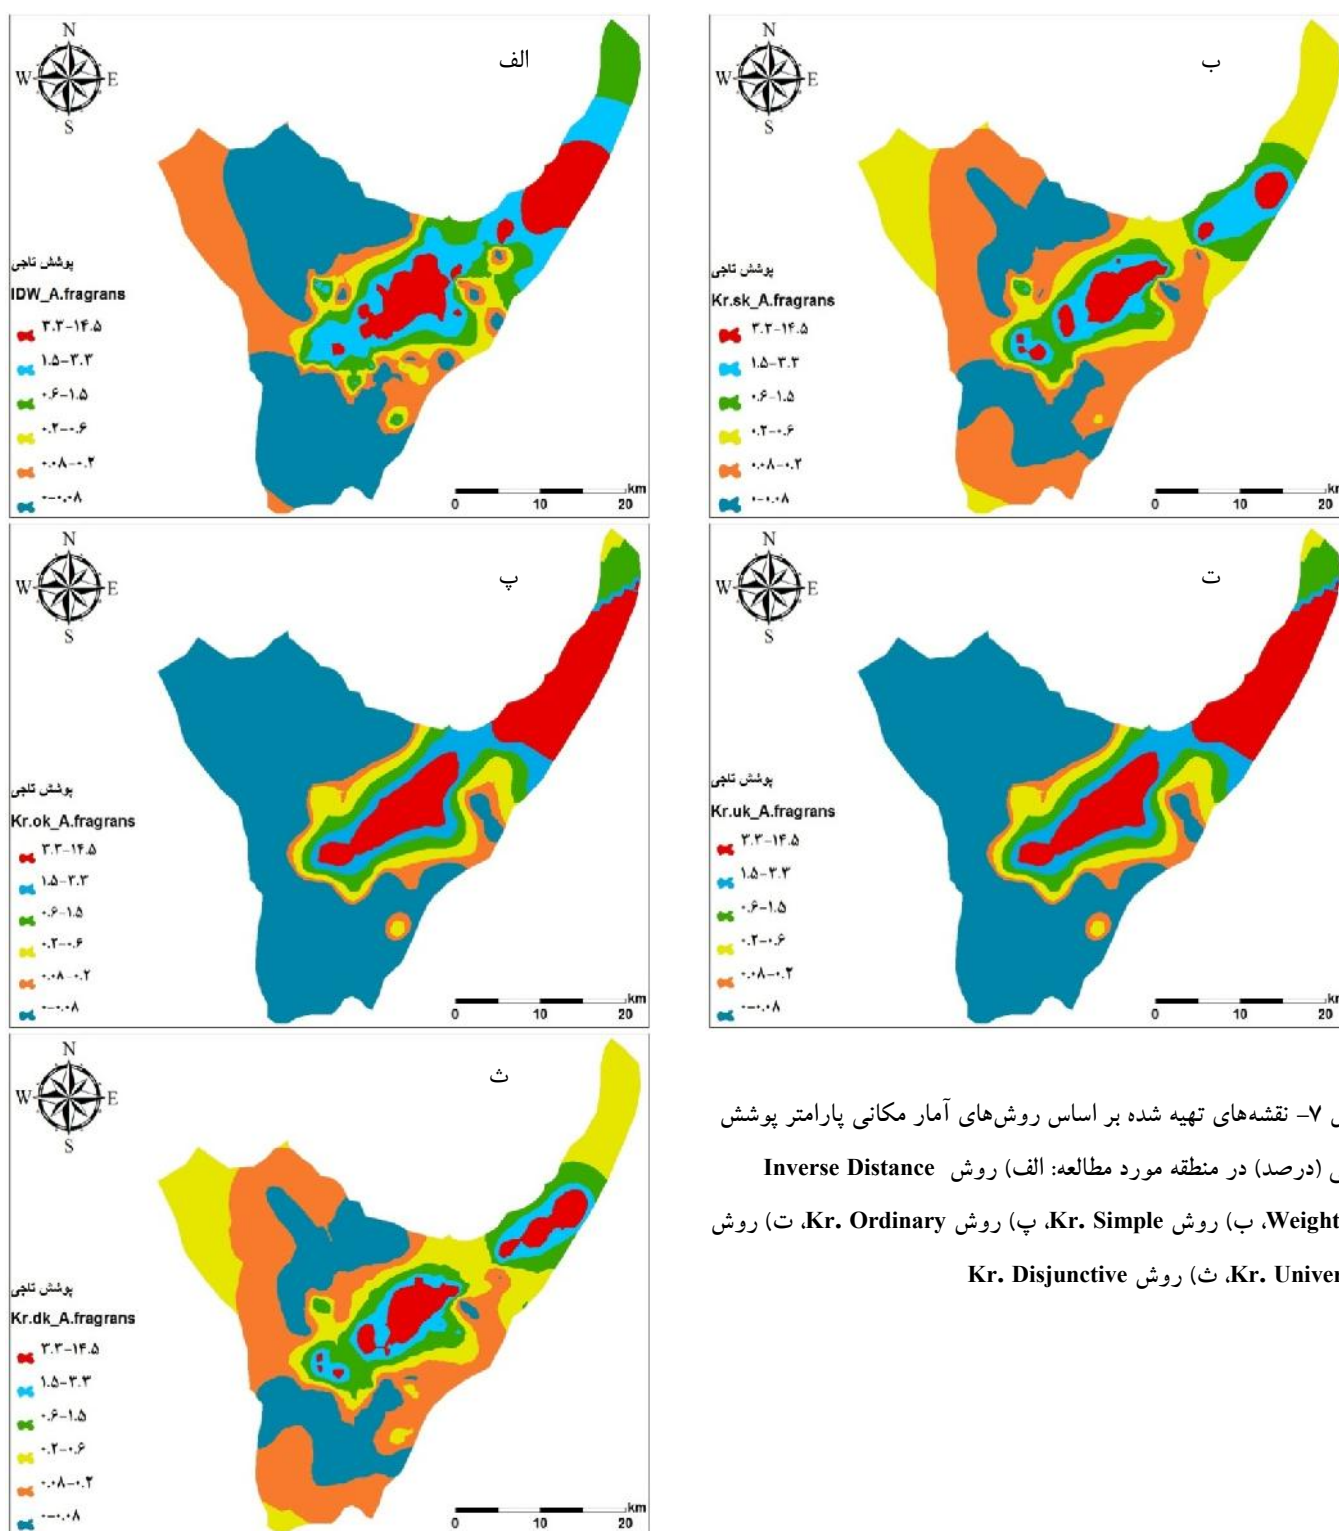 N
W
E
S
الف
پوشش تاجی
IDW_A.fragrans
۳.۳-۱۴.۵
۱.۵-۳.۳
۰.۶-۱.۵
۰.۲-۰.۶
۰.۰۸-۰.۲
۰-۰.۰۸
km
0 10 20
N
W
E
S
ب
پوشش تاجی
Kr.sk_A.fragrans
۳.۳-۱۴.۵
۱.۵-۳.۳
۰.۶-۱.۵
۰.۲-۰.۶
۰.۰۸-۰.۲
۰-۰.۰۸
0 10 20
N
W
E
S
پ
پوشش تاجی
Kr.ok_A.fragrans
۳.۳-۱۴.۵
۱.۵-۳.۳
۰.۶-۱.۵
۰.۲-۰.۶
۰.۰۸-۰.۲
۰-۰.۰۸
km
0 10 20
N
W
E
S
ت
پوشش تاجی
Kr.uk_A.fragrans
۳.۳-۱۴.۵
۱.۵-۳.۳
۰.۶-۱.۵
۰.۲-۰.۶
۰.۰۸-۰.۲
۰-۰.۰۸
0 10 20
N
W
E
S
ث
پوشش تاجی
Kr.dk_A.fragrans
۳.۳-۱۴.۵
۱.۵-۳.۳
۰.۶-۱.۵
۰.۲-۰.۶
۰.۰۸-۰.۲
۰-۰.۰۸
km
0 10 20
۷- نقشه‌های تهیه شده بر اساس روش‌های آمار مکانی پارامتر پوشش
(درصد) در منطقه مورد مطالعه: الف) روش Inverse Distance
Weight، ب) روش Kr. Simple، پ) روش Kr. Ordinary، ت) روش
Kr. Univer، ث) روش Kr. Disjunctive